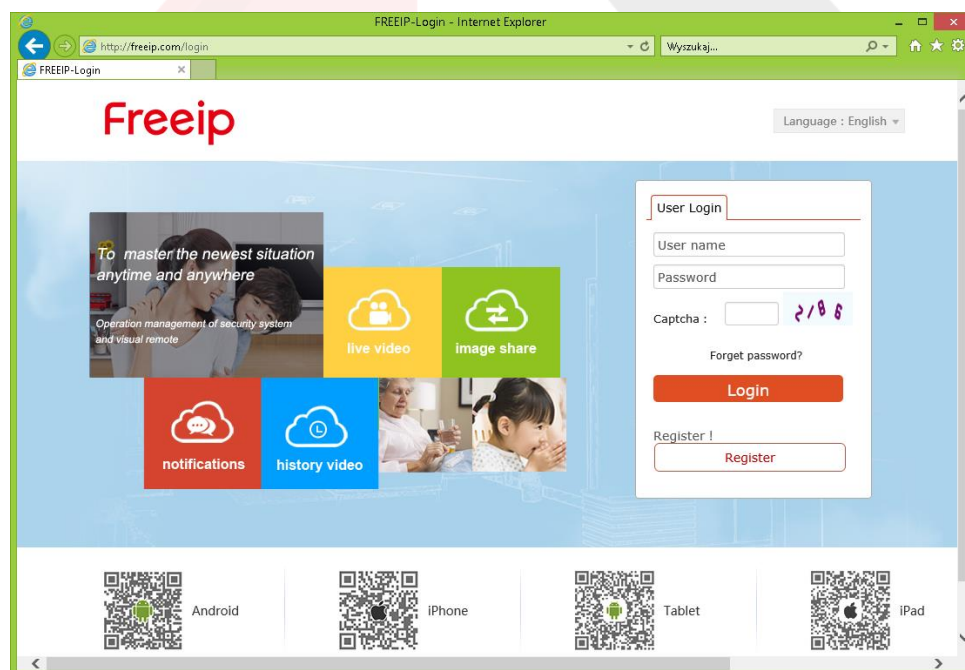 FREEIP-Login - Internet Explorer
http://freeip.com/login
Wyszukaj...
FREEIP-Login
Freeip
Language : English
To master the newest situation
anytime and anywhere
Operation management of security system
and visual remote
live video
image share
notifications
history video
User Login
User name
Password
Captcha :
Forget password?
Login
Register !
Register
Android
iPhone
Tablet
iPad